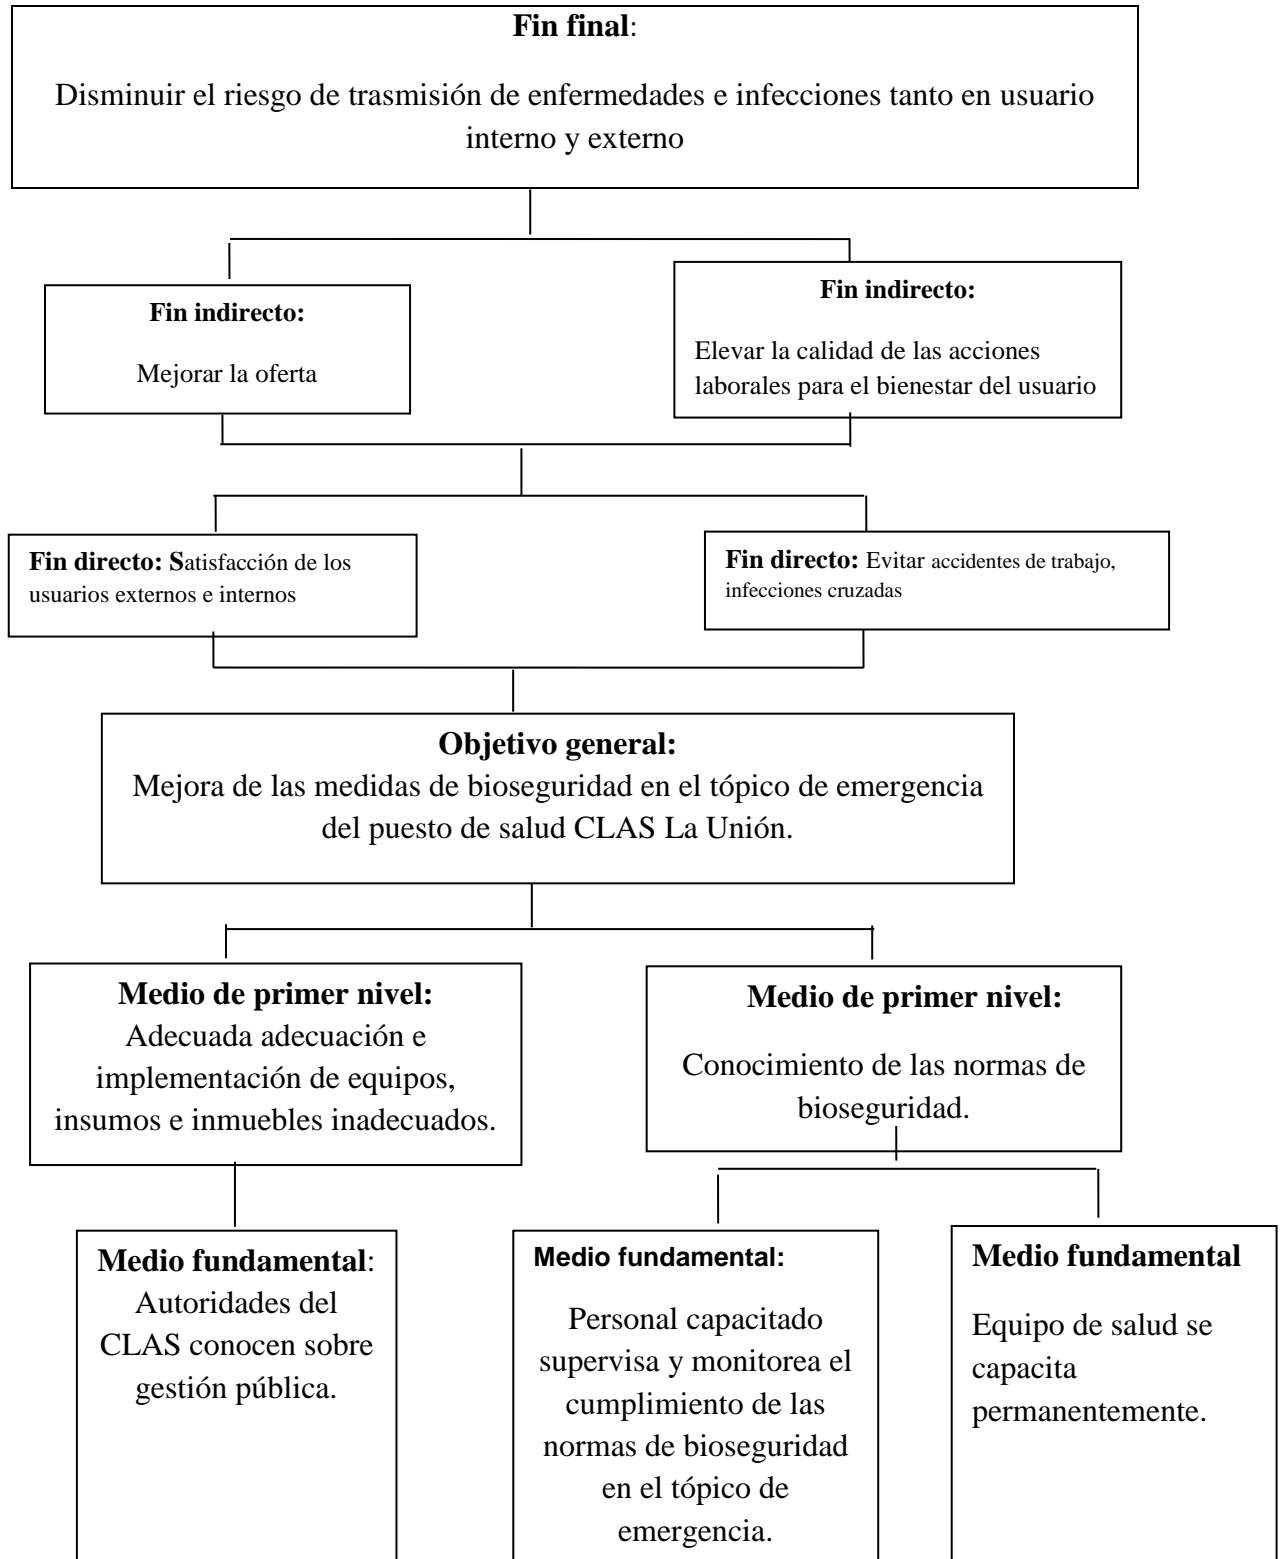 Fin final:
Disminuir el riesgo de trasmisión de enfermedades e infecciones tanto en usuario
interno y externo
Fin indirecto:
Mejorar la oferta
Fin indirecto:
Elevar la calidad de las acciones
laborales para el bienestar del usuario
Fin directo: Satisfacción de los
usuarios externos e internos
Fin directo: Evitar accidentes de trabajo,
infecciones cruzadas
Objetivo general:
Mejora de las medidas de bioseguridad en el tópico de emergencia
del puesto de salud CLAS La Unión.
Medio de primer nivel:
Adecuada adecuación e
implementación de equipos,
insumos e inmuebles inadecuados.
Medio de primer nivel:
Conocimiento de las normas de
bioseguridad.
Medio fundamental:
Autoridades del
CLAS conocen sobre
gestión pública.
Medio fundamental:
Personal capacitado
supervisa y monitorea el
cumplimiento de las
normas de bioseguridad
en el tópico de
emergencia.
Medio fundamental
Equipo de salud se
capacita
permanentemente.